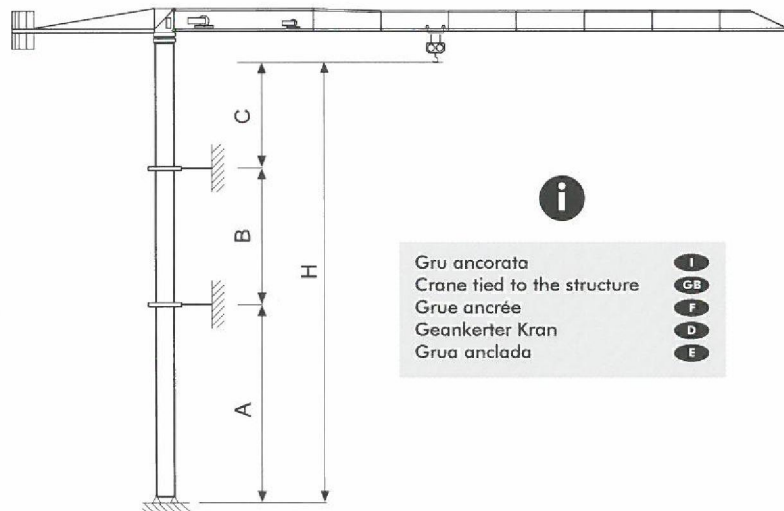 C
B
H
A
i
Gru ancorata I
Crane tied to the structure GB
Grue ancrée F
Geankerter Kran D
Grua anclada E